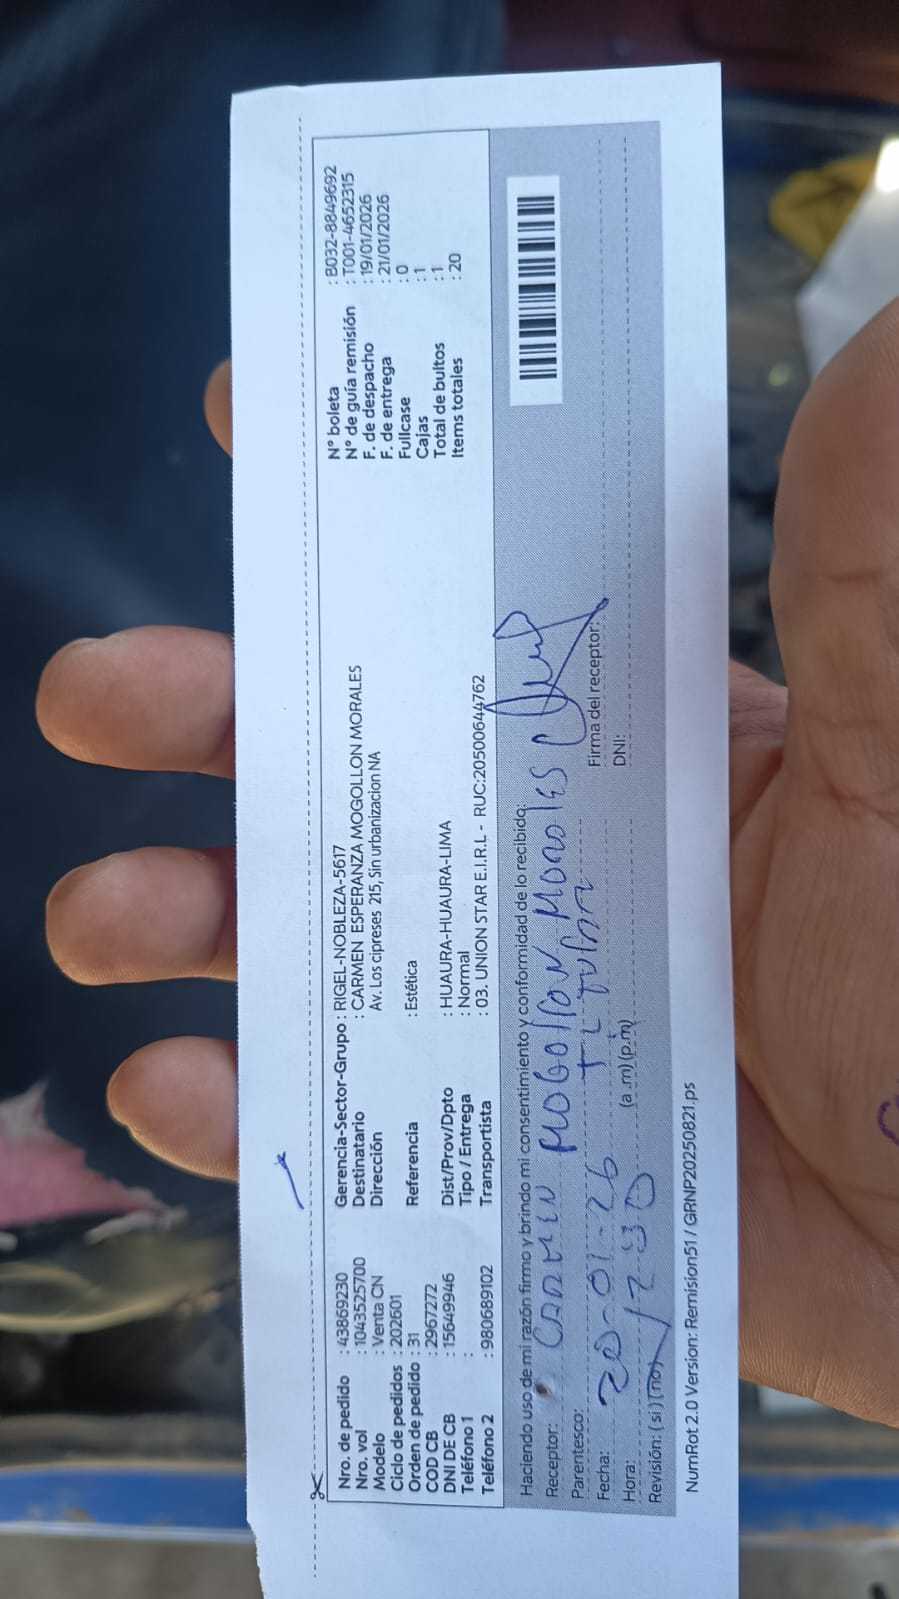 Nro. de pedido : 43869230
Nro. vol : 1043525700
Modelo : Venta CN
Ciclo de pedidos : 202601
Orden de pedido : 31
COD CB : 2967272
DNI DE CB : 15649946
Teléfono 1 :
Teléfono 2 : 980689102
Gerencia-Sector-Grupo : RIGEL-NOBLEZA-5617
Destinatario : CARMEN ESPERANZA MOGOLLON MORALES
Dirección Av. Los cipreses 215, Sin urbanizacion NA
Referencia : Estética
Dist/Prov/Dpto : HUAURA-HUAURA-LIMA
Tipo / Entrega : Normal
Transportista : 03. UNION STAR E.I.R.L - RUC:20500644762
N° boleta : B032-8849692
N° de guía remisión : T001-4652315
F. de despacho : 19/01/2026
F. de entrega : 21/01/2026
Fullcase : 0
Cajas : 1
Total de bultos : 1
Items totales : 20
Haciendo uso de mi razón firmo y brindo mi consentimiento y conformidad de lo recibido:
Receptor: Carmen Mogollon Morales
Parentesco: Titular
Fecha: 20-01-26
Firma del receptor:
Hora: (a.m) (p.m)
DNI:
Revisión: (si) (no)
NumRot 2.0 Version: Remision51 / GRNP20250821.ps